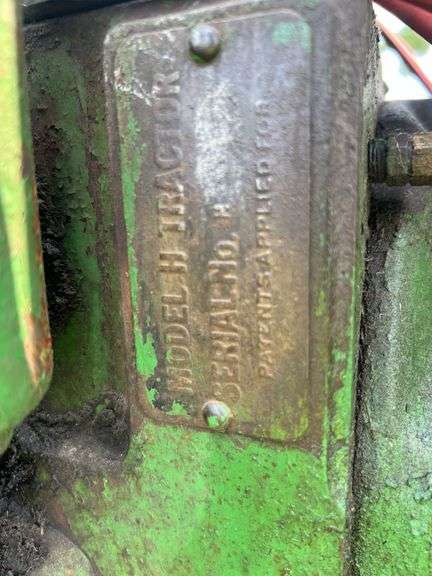 MODEL H TRACTOR
SERIAL No. H
PATENTS APPLIED FOR